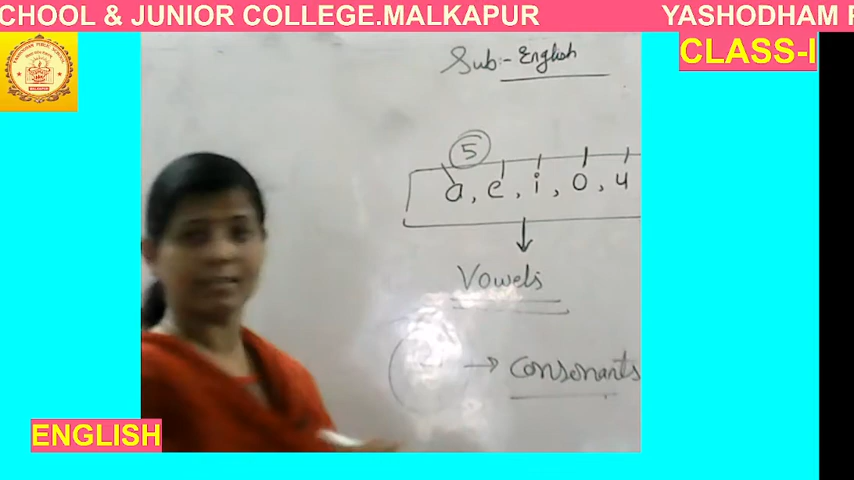 CHOOL & JUNIOR COLLEGE.MALKAPUR YASHODHAM P
CLASS-I
Sub:- English
5
a, e, i, o, u
Vowels
→ consonants
ENGLISH